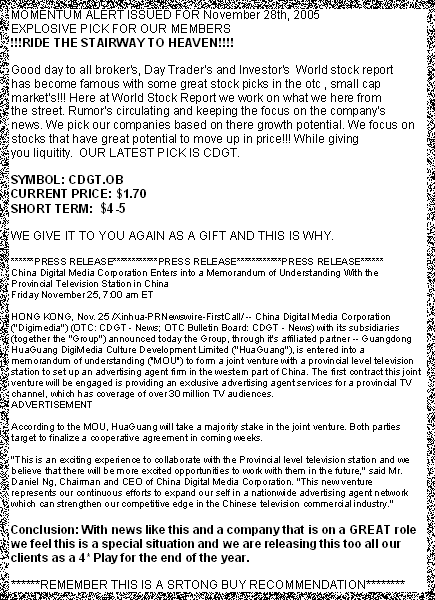 MOMENTUM ALERT ISSUED FOR November 28th, 2005
EXPLOSIVE PICK FOR OUR MEMBERS
!!!RIDE THE STAIRWAY TO HEAVEN!!!!
Good day to all broker's, Day Trader's and Investor's World stock report
has become famous with some great stock picks in the otc , small cap
market's!!! Here at World Stock Report we work on what we here from
the street. Rumor's circulating and keeping the focus on the company's
news. We pick our companies based on there growth potential. We focus on
stocks that have great potential to move up in price!!! While giving
you liquitity. OUR LATEST PICK IS CDGT.
SYMBOL: CDGT.OB
CURRENT PRICE: $1.70
SHORT TERM: $4-5
WE GIVE IT TO YOU AGAIN AS A GIFT AND THIS IS WHY.
******PRESS RELEASE************PRESS RELEASE************PRESS RELEASE******
China Digital Media Corporation Enters into a Memorandum of Understanding With the
Provincial Television Station in China
Friday November 25, 7:00 am ET
HONG KONG, Nov. 25 /Xinhua-PRNewswire-FirstCall/ -- China Digital Media Corporation
("Digimedia") (OTC: CDGT - News; OTC Bulletin Board: CDGT - News) with its subsidiaries
(together the "Group") announced today the Group, through it's affiliated partner -- Guangdong
HuaGuang DigiMedia Culture Development Limited ("HuaGuang"), is entered into a
memorandum of understanding ("MOU") to form a joint venture with a provincial level television
station to set up an advertising agent firm in the western part of China. The first contract this joint
venture will be engaged is providing an exclusive advertising agent services for a provincial TV
channel, which has coverage of over 30 million TV audiences.
ADVERTISEMENT
According to the MOU, HuaGuang will take a majority stake in the joint venture. Both parties
target to finalize a cooperative agreement in coming weeks.
"This is an exciting experience to collaborate with the Provincial level television station and we
believe that there will be more excited opportunities to work with them in the future," said Mr.
Daniel Ng, Chairman and CEO of China Digital Media Corporation. "This new venture
represents our continuous efforts to expand our self in a nationwide advertising agent network
which can strengthen our competitive edge in the Chinese television commercial industry."
Conclusion: With news like this and a company that is on a GREAT role
we feel this is a special situation and we are releasing this too all our
clients as a 4* Play for the end of the year.
******REMEMBER THIS IS A SRTONG BUY RECOMMENDATION********